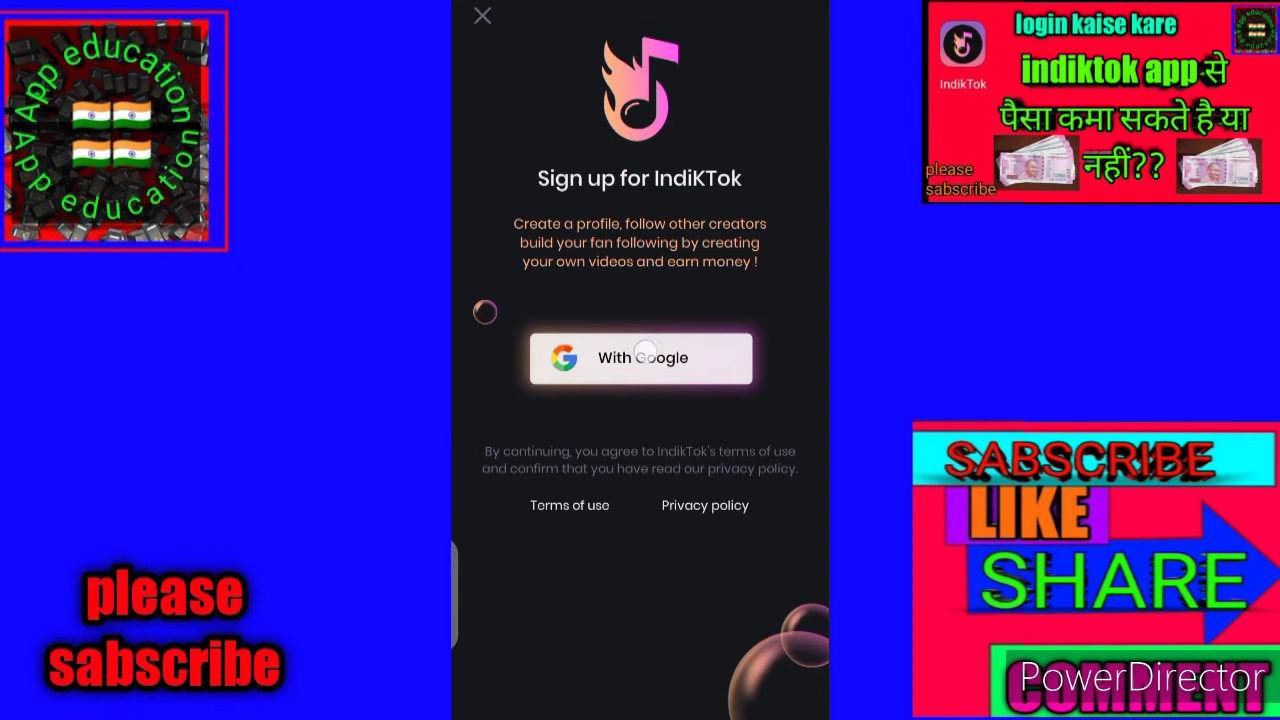 App education
App education
Sign up for IndiKTok
Create a profile, follow other creators
build your fan following by creating
your own videos and earn money !
With Google
By continuing, you agree to IndikTok's terms of use
and confirm that you have read our privacy policy.
Terms of use
Privacy policy
login kaise kare
indiktok app से
पैसा कमा सकते है या
नहीं??
IndikTok
please
sabscribe
please
sabscribe
SABSCRIBE
LIKE
SHARE
COMMENT
PowerDirector